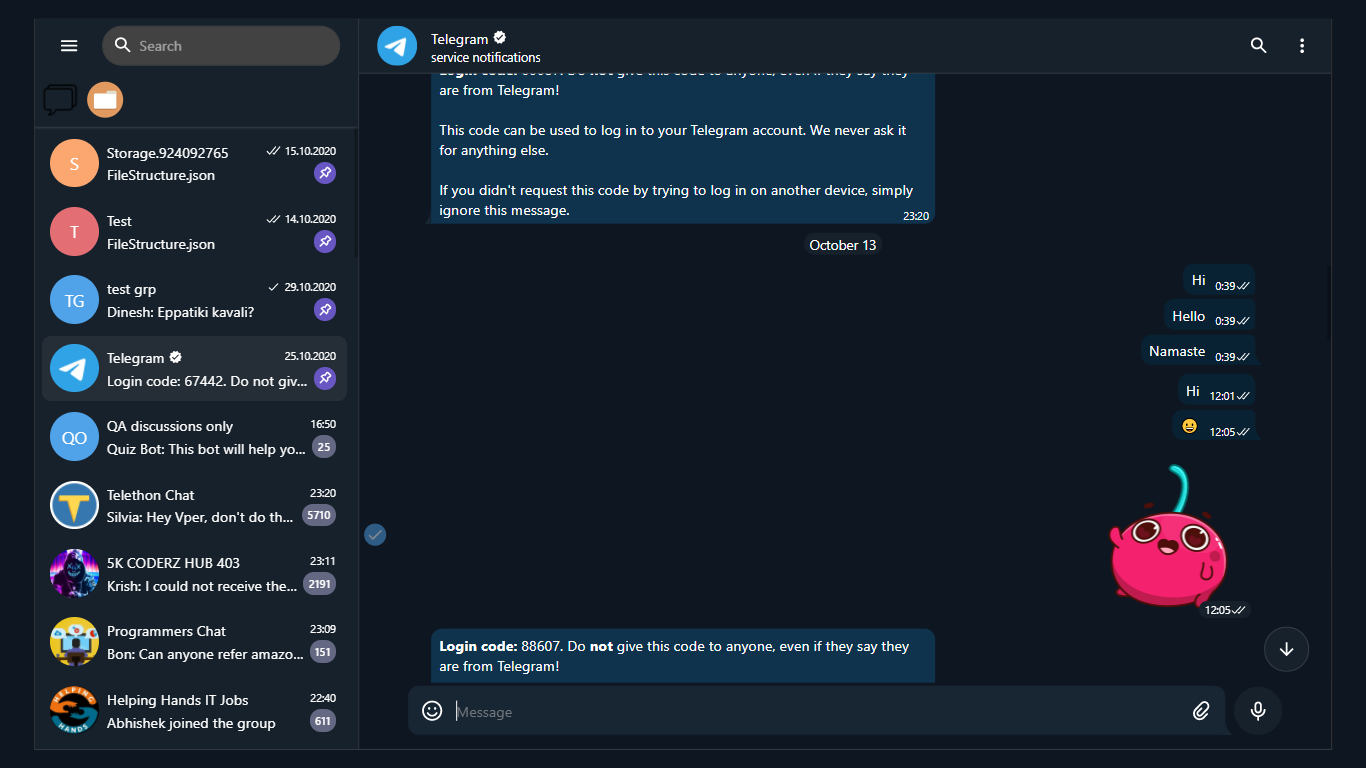 Search
S
Storage.924092765
15.10.2020
FileStructure.json
T
Test
14.10.2020
FileStructure.json
TG
test grp
29.10.2020
Dinesh: Eppatiki kavali?
Telegram
25.10.2020
Login code: 67442. Do not giv...
QO
QA discussions only
16:50
Quiz Bot: This bot will help yo...
25
Telethon Chat
23:20
Silvia: Hey Vper, don't do th...
5710
5K CODERZ HUB 403
23:11
Krish: I could not receive the...
2191
Programmers Chat
23:09
Bon: Can anyone refer amazo...
151
HELPING
HANDS
Helping Hands IT Jobs
22:40
Abhishek joined the group
611
Telegram
service notifications
Do not give this code to anyone, even if they say they
are from Telegram!
This code can be used to log in to your Telegram account. We never ask it
for anything else.
If you didn't request this code by trying to log in on another device, simply
ignore this message.
23:20
October 13
Hi 0:39
Hello 0:39
Namaste 0:39
Hi 12:01
12:05
12:05
Login code: 88607. Do not give this code to anyone, even if they say they
are from Telegram!
Message